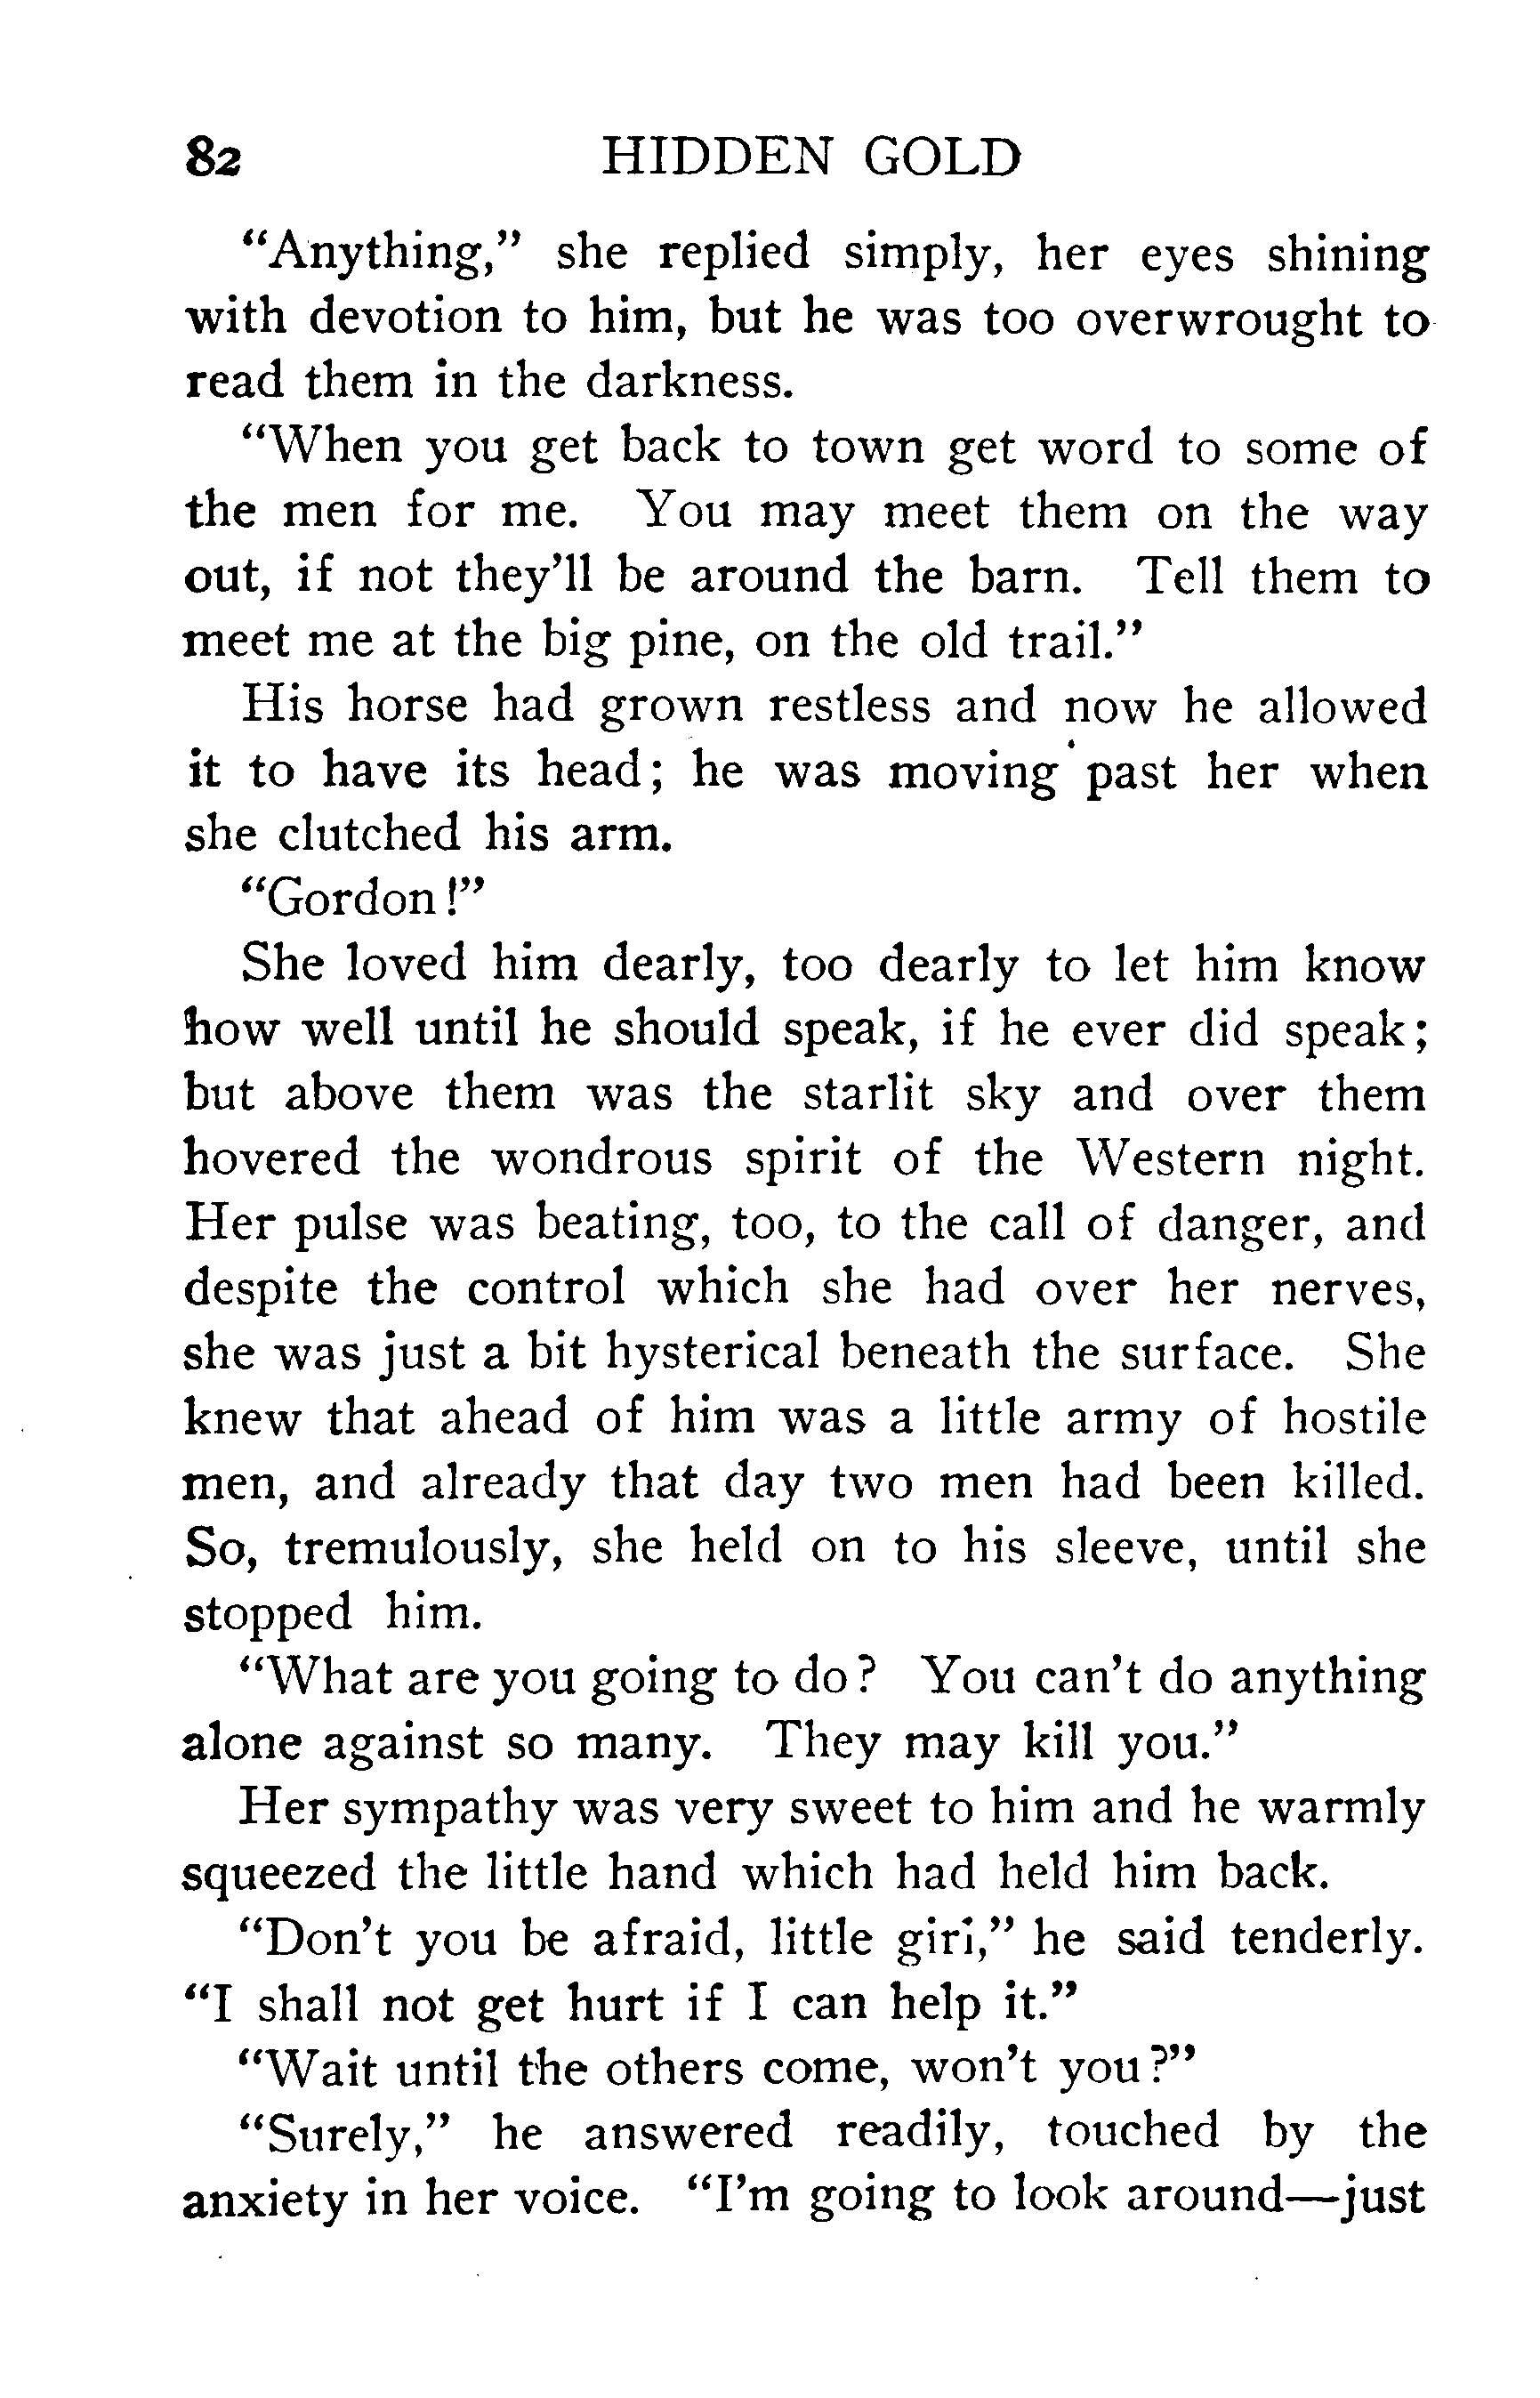 82 HIDDEN GOLD
“Anything,” she replied simply, her eyes shining
with devotion to him, but he was too overwrought to
read them in the darkness.
“When you get back to town get word to some of
the men for me. You may meet them on the way
out, if not they’ll be around the barn. Tell them to
meet me at the big pine, on the old trail.”
His horse had grown restless and now he allowed
it to have its head; he was moving past her when
she clutched his arm.
“Gordon!”
She loved him dearly, too dearly to let him know
how well until he should speak, if he ever did speak;
but above them was the starlit sky and over them
hovered the wondrous spirit of the Western night.
Her pulse was beating, too, to the call of danger, and
despite the control which she had over her nerves,
she was just a bit hysterical beneath the surface. She
knew that ahead of him was a little army of hostile
men, and already that day two men had been killed.
So, tremulously, she held on to his sleeve, until she
stopped him.
“What are you going to do? You can’t do anything
alone against so many. They may kill you.”
Her sympathy was very sweet to him and he warmly
squeezed the little hand which had held him back.
“Don’t you be afraid, little girl,” he said tenderly.
“I shall not get hurt if I can help it.”
“Wait until the others come, won’t you?”
“Surely,” he answered readily, touched by the
anxiety in her voice. “I’m going to look around—just